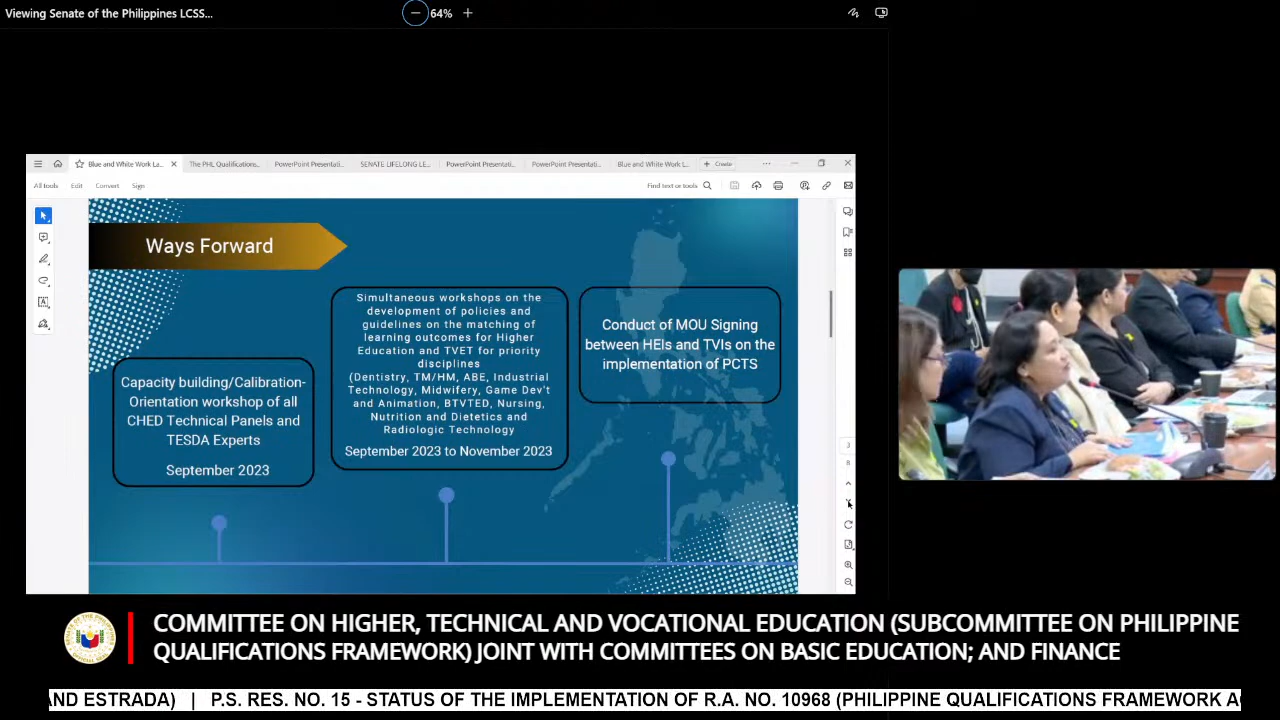 Viewing Senate of the Philippines LCSS...
64%
Blue and White Work La...
The PHL Qualifications...
PowerPoint Presentati...
SENATE LIFELONG LE...
PowerPoint Presentati...
PowerPoint Presentati...
Blue and White Work L...
Create
All tools
Edit
Convert
Sign
Find text or tools
Ways Forward
Capacity building/Calibration-
Orientation workshop of all
CHED Technical Panels and
TESDA Experts
September 2023
Simultaneous workshops on the
development of policies and
guidelines on the matching of
learning outcomes for Higher
Education and TVET for priority
disciplines
(Dentistry, TM/HM, ABE, Industrial
Technology, Midwifery, Game Dev't
and Animation, BTVTED, Nursing,
Nutrition and Dietetics and
Radiologic Technology
September 2023 to November 2023
Conduct of MOU Signing
between HEIs and TVIs on the
implementation of PCTS
3
8
COMMITTEE ON HIGHER, TECHNICAL AND VOCATIONAL EDUCATION (SUBCOMMITTEE ON PHILIPPINE
QUALIFICATIONS FRAMEWORK) JOINT WITH COMMITTEES ON BASIC EDUCATION; AND FINANCE
AND ESTRADA) | P.S. RES. NO. 15 - STATUS OF THE IMPLEMENTATION OF R.A. NO. 10968 (PHILIPPINE QUALIFICATIONS FRAMEWORK